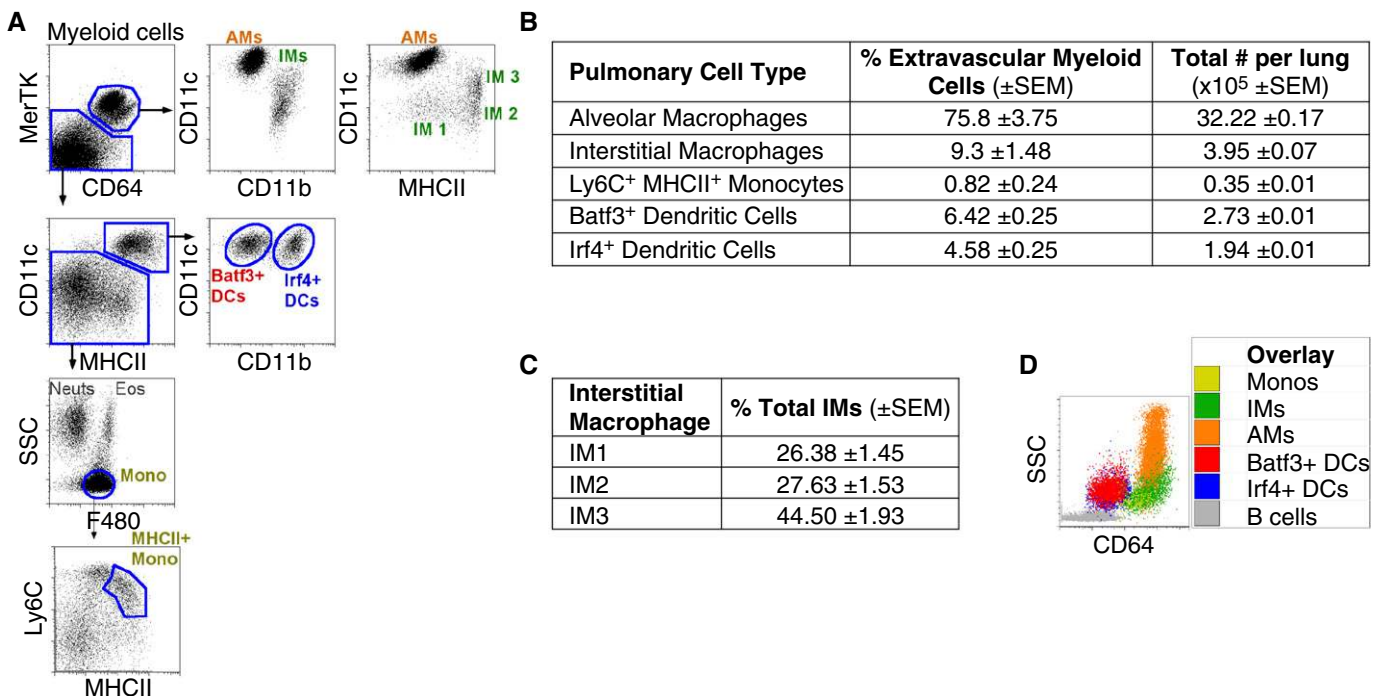 A
Myeloid cells
MerTK
CD64
AMs
IMs
CD11c
CD11b
AMs
IM 3
IM 2
IM 1
CD11c
MHCII
CD11c
MHCII
CD11c
Batf3+
DCs
Irf4+
DCs
CD11b
Neuts Eos
SSC
Mono
F480
MHCII+
Mono
Ly6C
MHCII
B
Pulmonary Cell Type % Extravascular Myeloid Cells (±SEM) Total # per lung (x10⁵ ±SEM)
Alveolar Macrophages 75.8 ±3.75 32.22 ±0.17
Interstitial Macrophages 9.3 ±1.48 3.95 ±0.07
Ly6C⁺ MHCII⁺ Monocytes 0.82 ±0.24 0.35 ±0.01
Batf3⁺ Dendritic Cells 6.42 ±0.25 2.73 ±0.01
Irf4⁺ Dendritic Cells 4.58 ±0.25 1.94 ±0.01
C
Interstitial Macrophage % Total IMs (±SEM)
IM1 26.38 ±1.45
IM2 27.63 ±1.53
IM3 44.50 ±1.93
D
SSC
CD64
Overlay
Monos
IMs
AMs
Batf3+ DCs
Irf4+ DCs
B cells